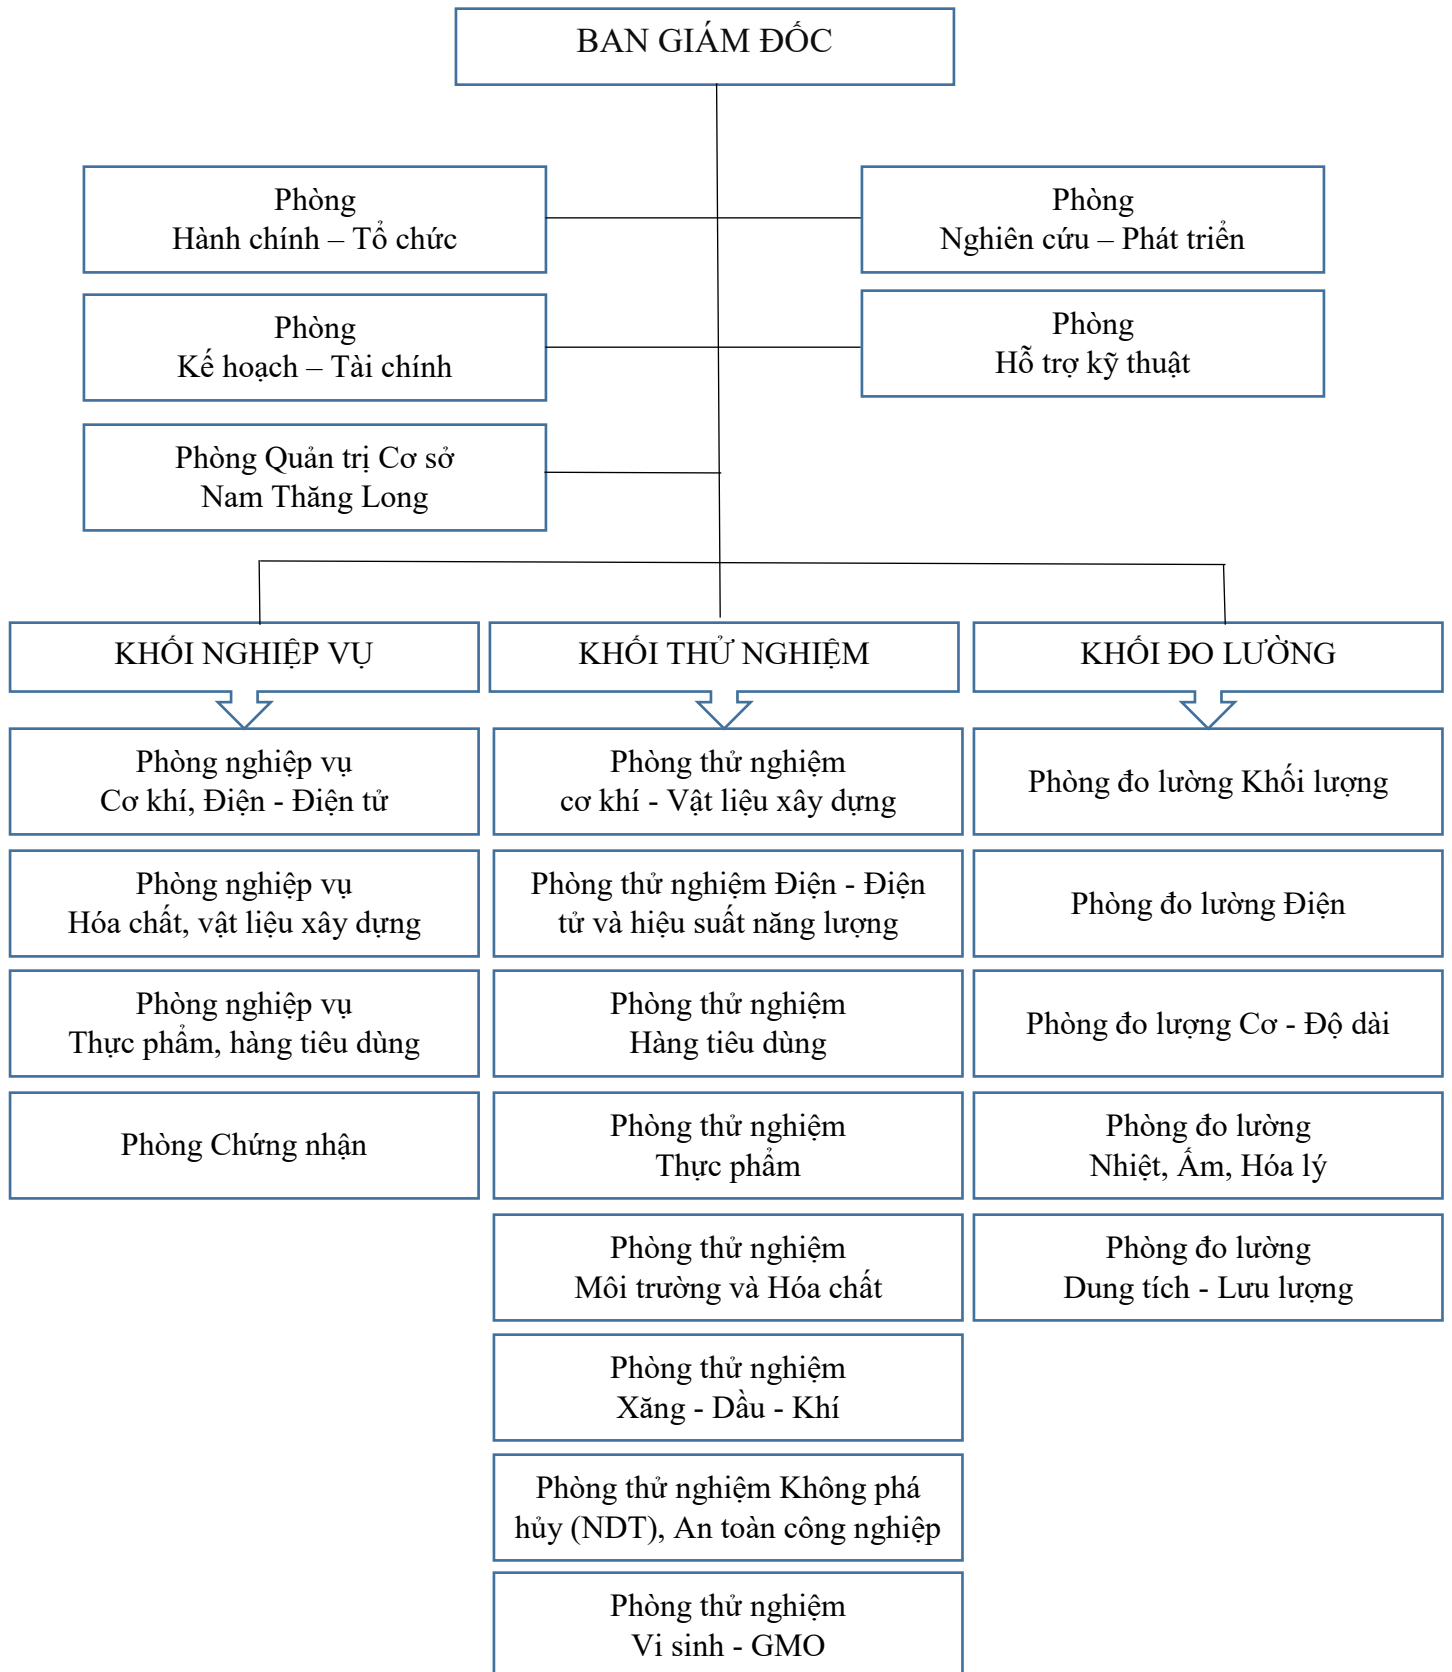 BAN GIÁM ĐỐC
Phòng
Hành chính – Tổ chức
Phòng
Nghiên cứu – Phát triển
Phòng
Kế hoạch – Tài chính
Phòng
Hỗ trợ kỹ thuật
Phòng Quản trị Cơ sở
Nam Thăng Long
KHỐI NGHIỆP VỤ
Phòng nghiệp vụ
Cơ khí, Điện - Điện tử
Phòng nghiệp vụ
Hóa chất, vật liệu xây dựng
Phòng nghiệp vụ
Thực phẩm, hàng tiêu dùng
Phòng Chứng nhận
KHỐI THỬ NGHIỆM
Phòng thử nghiệm
cơ khí - Vật liệu xây dựng
Phòng thử nghiệm Điện - Điện
tử và hiệu suất năng lượng
Phòng thử nghiệm
Hàng tiêu dùng
Phòng thử nghiệm
Thực phẩm
Phòng thử nghiệm
Môi trường và Hóa chất
Phòng thử nghiệm
Xăng - Dầu - Khí
Phòng thử nghiệm Không phá
hủy (NDT), An toàn công nghiệp
Phòng thử nghiệm
Vi sinh - GMO
KHỐI ĐO LƯỜNG
Phòng đo lường Khối lượng
Phòng đo lường Điện
Phòng đo lượng Cơ - Độ dài
Phòng đo lường
Nhiệt, Ẩm, Hóa lý
Phòng đo lường
Dung tích - Lưu lượng